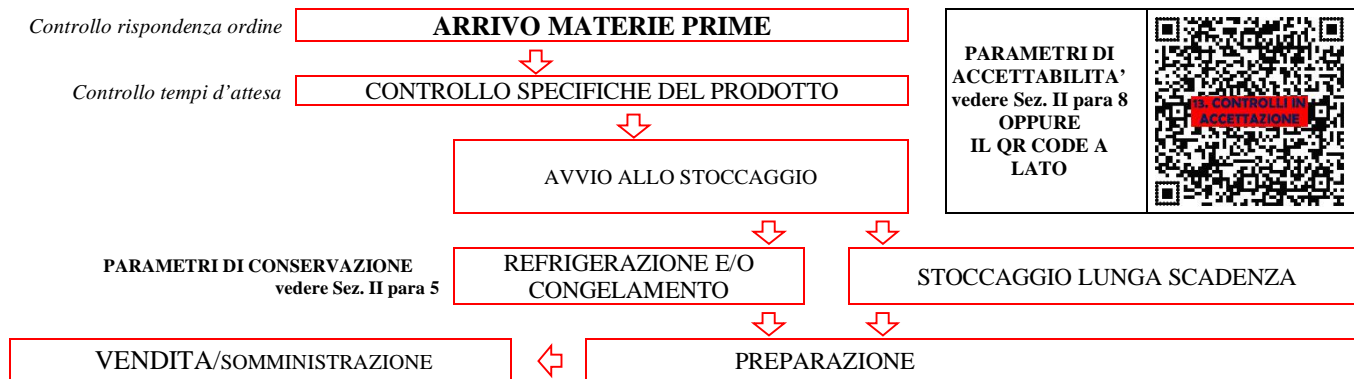 Controllo rispondenza ordine
ARRIVO MATERIE PRIME
Controllo tempi d'attesa
CONTROLLO SPECIFICHE DEL PRODOTTO
AVVIO ALLO STOCCAGGIO
PARAMETRI DI
ACCETTABILITA'
vedere Sez. II para 8
OPPURE
IL QR CODE A
LATO
13. CONTROLLI IN
ACCETTAZIONE
PARAMETRI DI CONSERVAZIONE
vedere Sez. II para 5
REFRIGERAZIONE E/O
CONGELAMENTO
STOCCAGGIO LUNGA SCADENZA
VENDITA/SOMMINISTRAZIONE
PREPARAZIONE